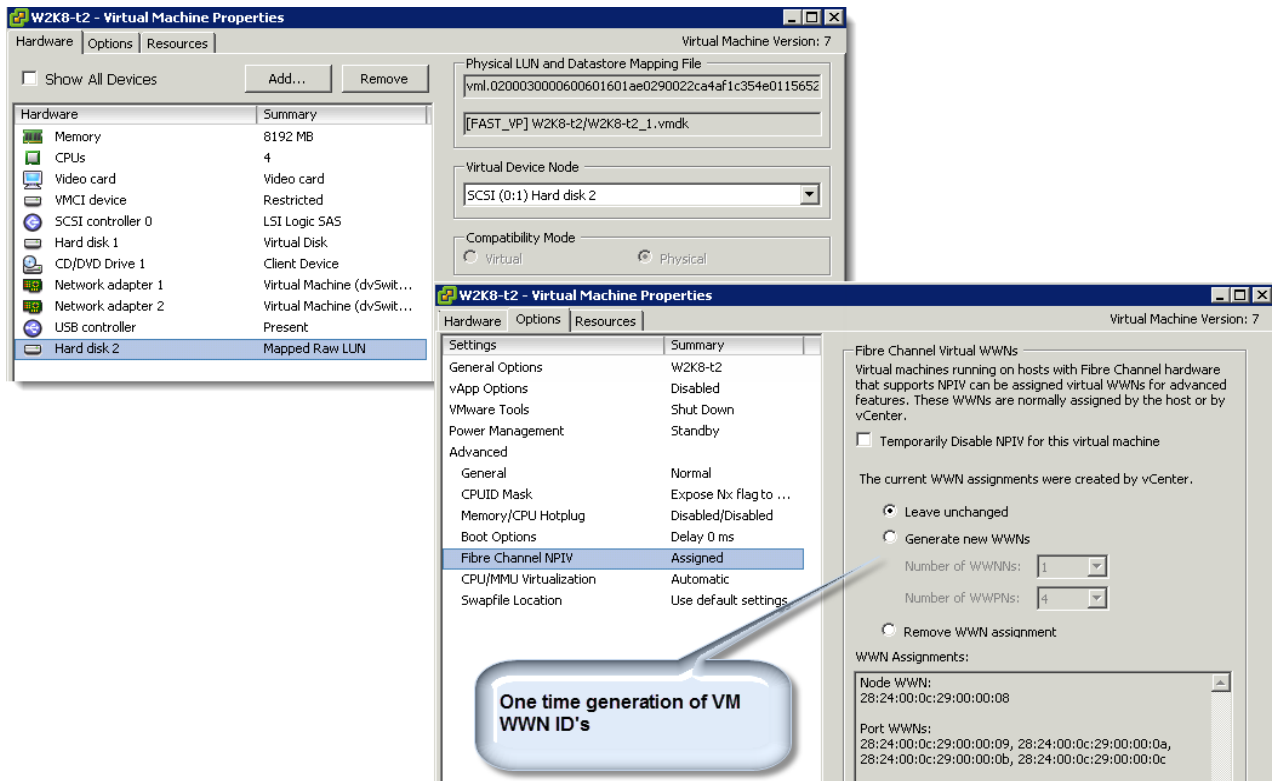 W2K8-t2 - Virtual Machine Properties
Hardware Options Resources Virtual Machine Version: 7
Show All Devices Add... Remove
Hardware Summary
Memory 8192 MB
CPUs 4
Video card Video card
VMCI device Restricted
SCSI controller 0 LSI Logic SAS
Hard disk 1 Virtual Disk
CD/DVD Drive 1 Client Device
Network adapter 1 Virtual Machine (dvSwit...
Network adapter 2 Virtual Machine (dvSwit...
USB controller Present
Hard disk 2 Mapped Raw LUN
Physical LUN and Datastore Mapping File
vml.0200030000600601601ae0290022ca4af1c354e0115652
[FAST_VP] W2K8-t2/W2K8-t2_1.vmdk
Virtual Device Node
SCSI (0:1) Hard disk 2
Compatibility Mode
Virtual Physical
W2K8-t2 - Virtual Machine Properties
Hardware Options Resources Virtual Machine Version: 7
Settings Summary
General Options W2K8-t2
vApp Options Disabled
VMware Tools Shut Down
Power Management Standby
Advanced
General Normal
CPUID Mask Expose Nx flag to ...
Memory/CPU Hotplug Disabled/Disabled
Boot Options Delay 0 ms
Fibre Channel NPIV Assigned
CPU/MMU Virtualization Automatic
Swapfile Location Use default settings
Fibre Channel Virtual WWNs
Virtual machines running on hosts with Fibre Channel hardware
that supports NPIV can be assigned virtual WWNs for advanced
features. These WWNs are normally assigned by the host or by
vCenter.
Temporarily Disable NPIV for this virtual machine
The current WWN assignments were created by vCenter.
Leave unchanged
Generate new WWNs
Number of WWNNs: 1
Number of WWPNs: 4
Remove WWN assignment
WWN Assignments:
Node WWN:
28:24:00:0c:29:00:00:08
Port WWNs:
28:24:00:0c:29:00:00:09, 28:24:00:0c:29:00:00:0a,
28:24:00:0c:29:00:00:0b, 28:24:00:0c:29:00:00:0c
One time generation of VM
WWN ID's